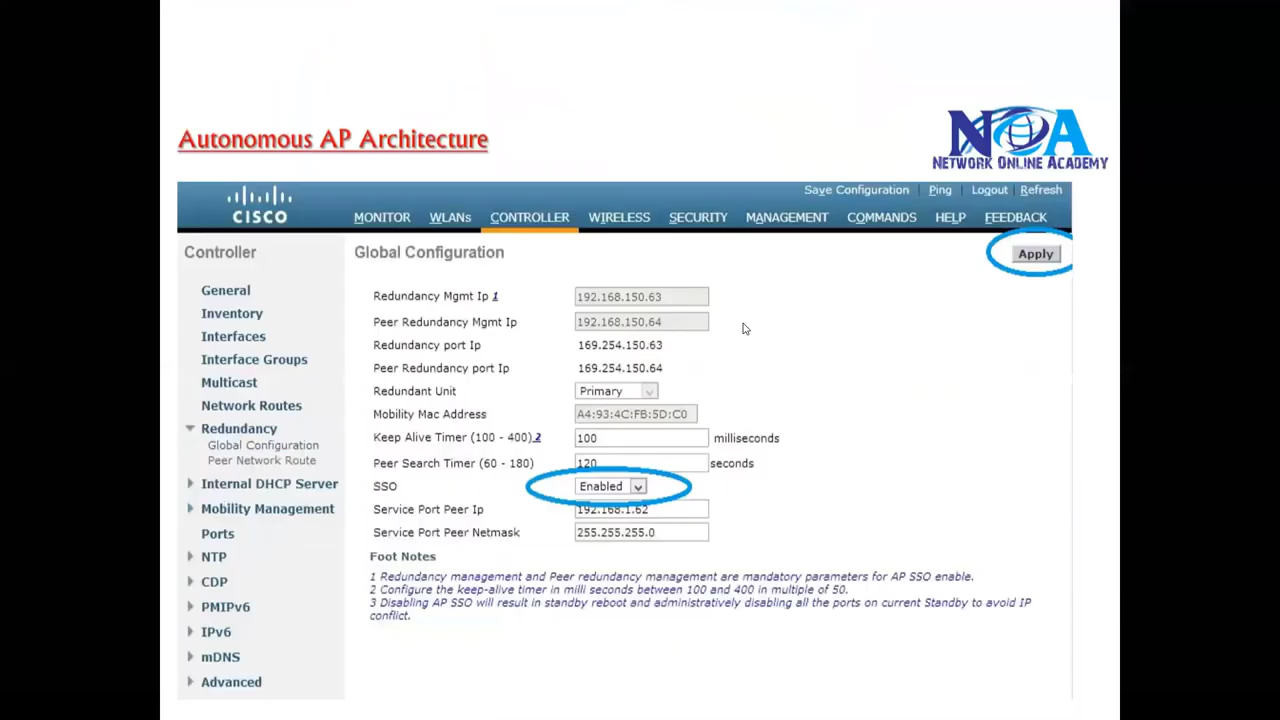 Autonomous AP Architecture
NOA
NETWORK ONLINE ACADEMY
Save Configuration | Ping | Logout | Refresh
CISCO
MONITOR WLANs CONTROLLER WIRELESS SECURITY MANAGEMENT COMMANDS HELP FEEDBACK
Controller
General
Inventory
Interfaces
Interface Groups
Multicast
Network Routes
Redundancy
Global Configuration
Peer Network Route
Internal DHCP Server
Mobility Management
Ports
NTP
CDP
PMIPv6
IPv6
mDNS
Advanced
Global Configuration
Apply
Redundancy Mgmt Ip 1 192.168.150.63
Peer Redundancy Mgmt Ip 192.168.150.64
Redundancy port Ip 169.254.150.63
Peer Redundancy port Ip 169.254.150.64
Redundant Unit Primary
Mobility Mac Address A4:93:4C:FB:5D:C0
Keep Alive Timer (100 - 400) 2 100 milliseconds
Peer Search Timer (60 - 180) 120 seconds
SSO Enabled
Service Port Peer Ip 192.168.1.62
Service Port Peer Netmask 255.255.255.0
Foot Notes
1 Redundancy management and Peer redundancy management are mandatory parameters for AP SSO enable.
2 Configure the keep-alive timer in milli seconds between 100 and 400 in multiple of 50.
3 Disabling AP SSO will result in standby reboot and administratively disabling all the ports on current Standby to avoid IP
conflict.